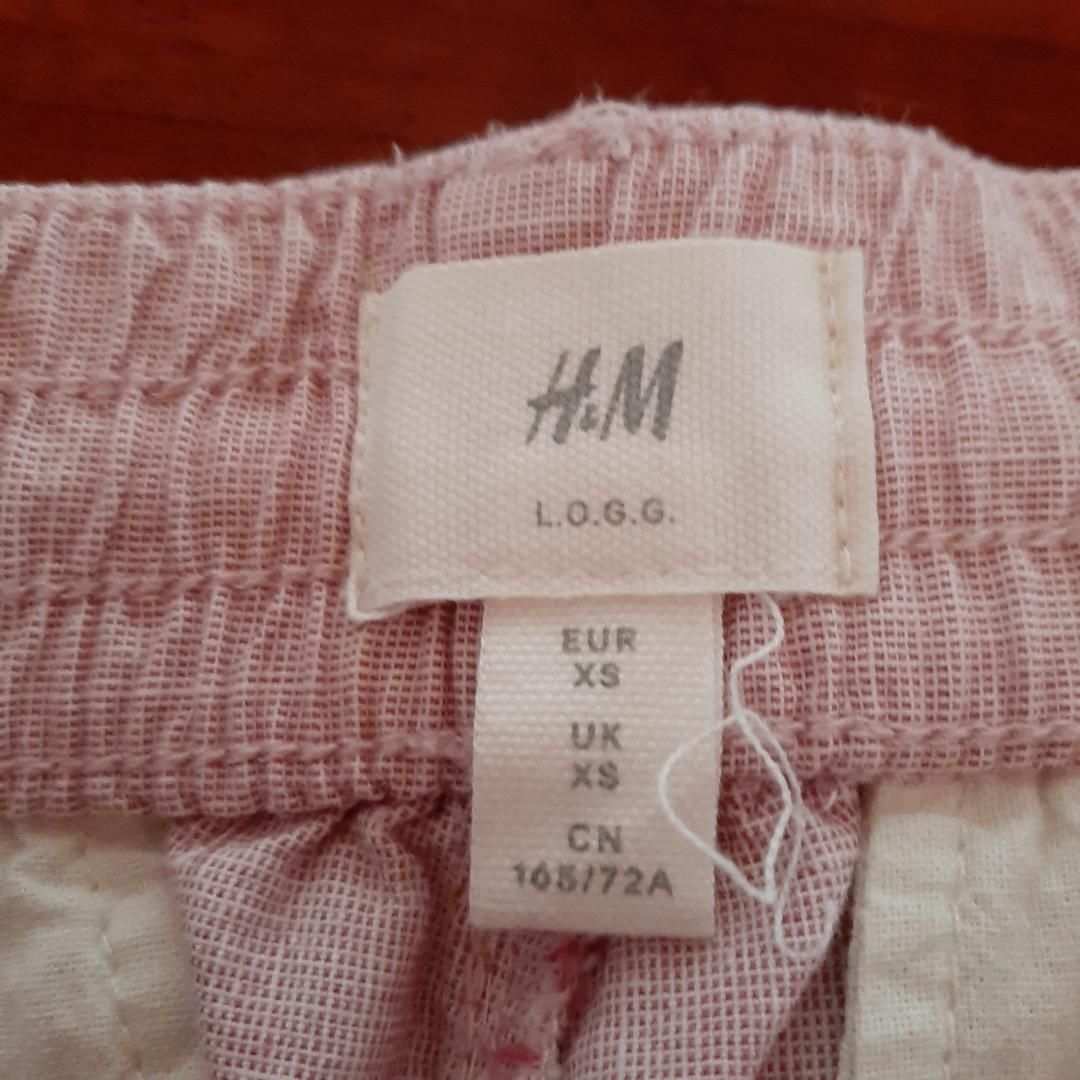 H&M
L.O.G.G.
EUR
XS
UK
XS
CN
165/72A